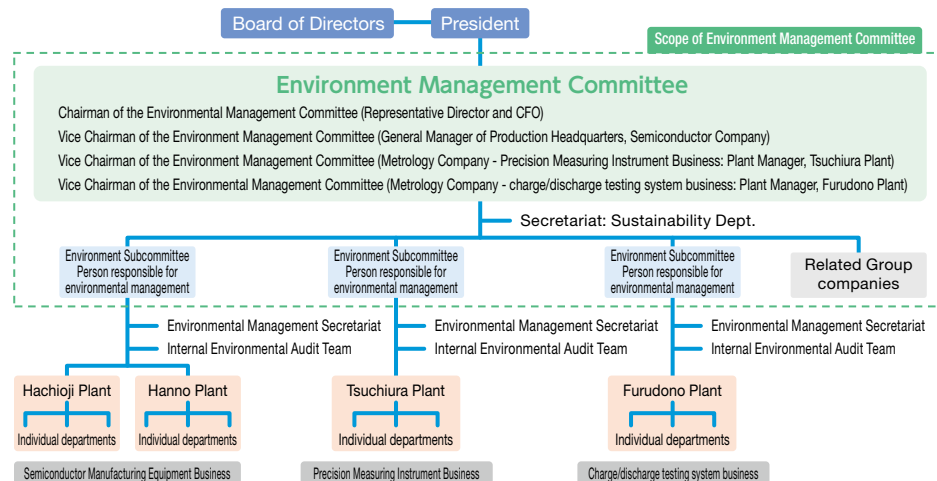 Board of Directors
President
Scope of Environment Management Committee
Environment Management Committee
Chairman of the Environmental Management Committee (Representative Director and CFO)
Vice Chairman of the Environment Management Committee (General Manager of Production Headquarters, Semiconductor Company)
Vice Chairman of the Environment Management Committee (Metrology Company - Precision Measuring Instrument Business: Plant Manager, Tsuchiura Plant)
Vice Chairman of the Environmental Management Committee (Metrology Company - charge/discharge testing system business: Plant Manager, Furudono Plant)
Secretariat: Sustainability Dept.
Environment Subcommittee
Person responsible for
environmental management
Environment Subcommittee
Person responsible for
environmental management
Environment Subcommittee
Person responsible for
environmental management
Related Group
companies
Environmental Management Secretariat
Internal Environmental Audit Team
Environmental Management Secretariat
Internal Environmental Audit Team
Environmental Management Secretariat
Internal Environmental Audit Team
Hachioji Plant
Individual departments
Hanno Plant
Individual departments
Tsuchiura Plant
Individual departments
Furudono Plant
Individual departments
Semiconductor Manufacturing Equipment Business
Precision Measuring Instrument Business
Charge/discharge testing system business